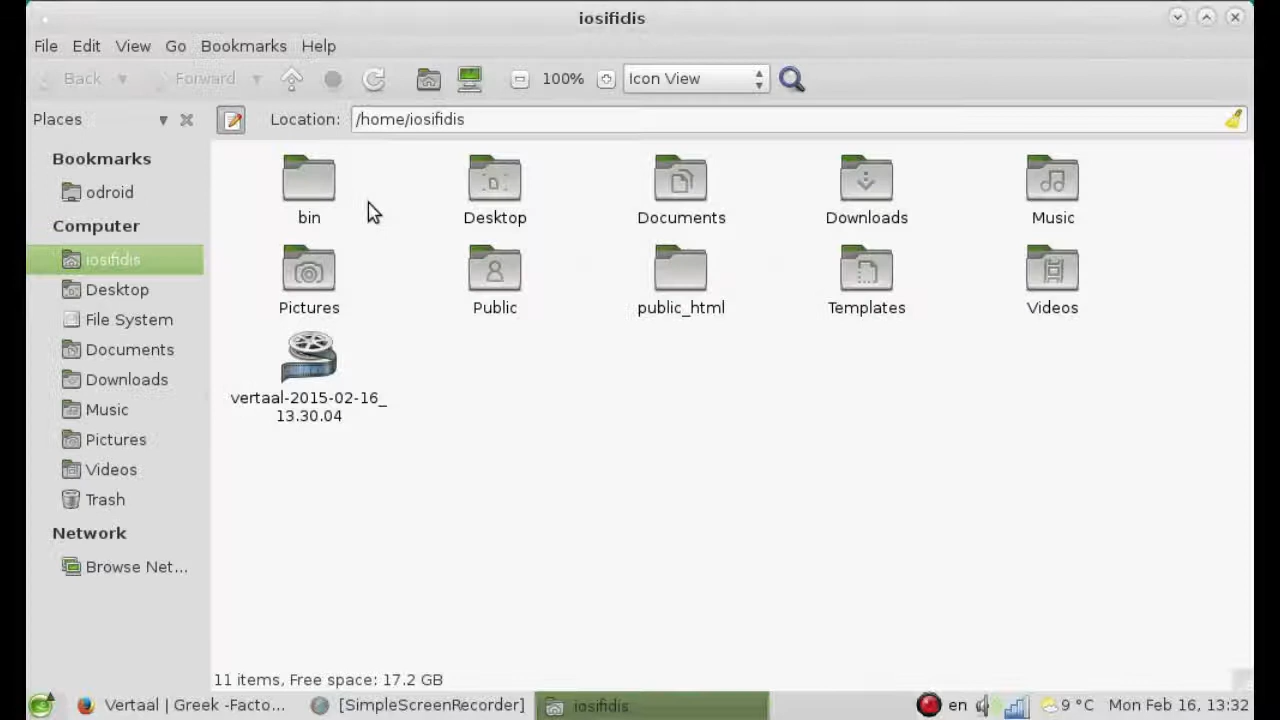 iosifidis
File Edit View Go Bookmarks Help
Back Forward 100% Icon View
Places Location: /home/iosifidis
Bookmarks
odroid
Computer
iosifidis
Desktop
File System
Documents
Downloads
Music
Pictures
Videos
Trash
Network
Browse Net...
bin Desktop Documents Downloads Music
Pictures Public public_html Templates Videos
vertaal-2015-02-16_
13.30.04
11 items, Free space: 17.2 GB
Vertaal | Greek -Facto... [SimpleScreenRecorder] iosifidis en 9 °C Mon Feb 16, 13:32